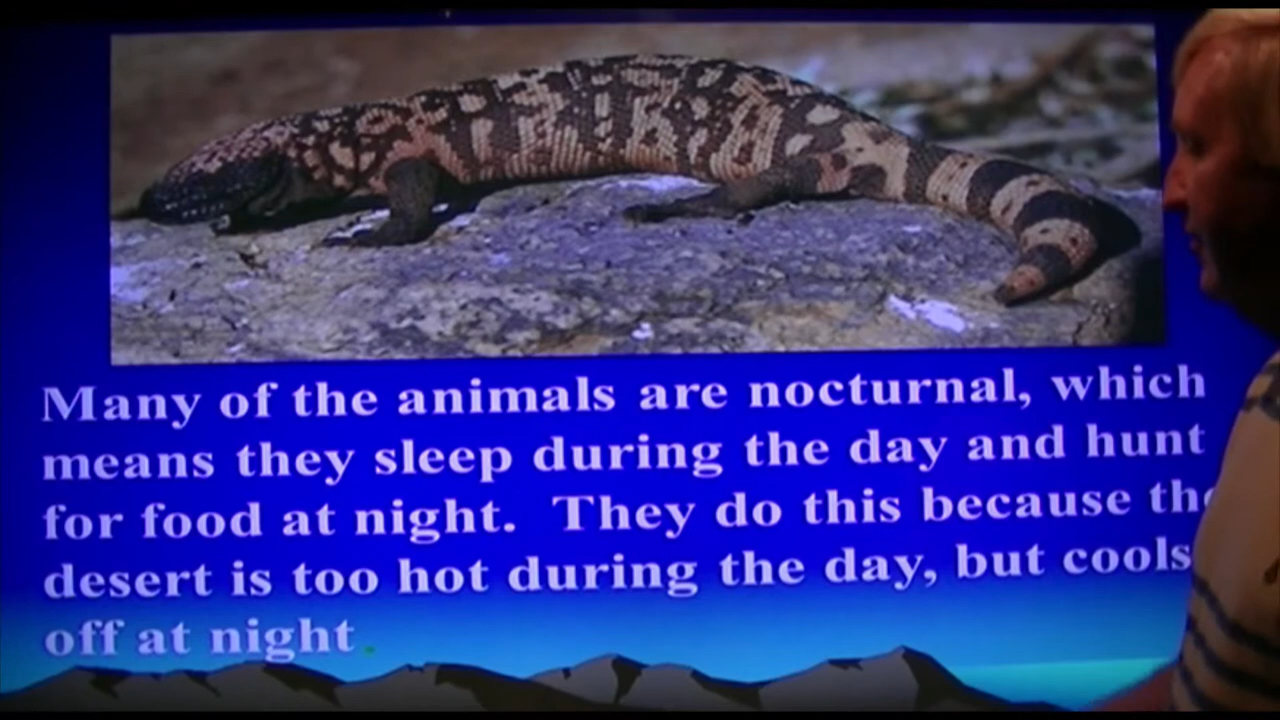 Many of the animals are nocturnal, which
means they sleep during the day and hunt
for food at night. They do this because the
desert is too hot during the day, but cools
off at night.